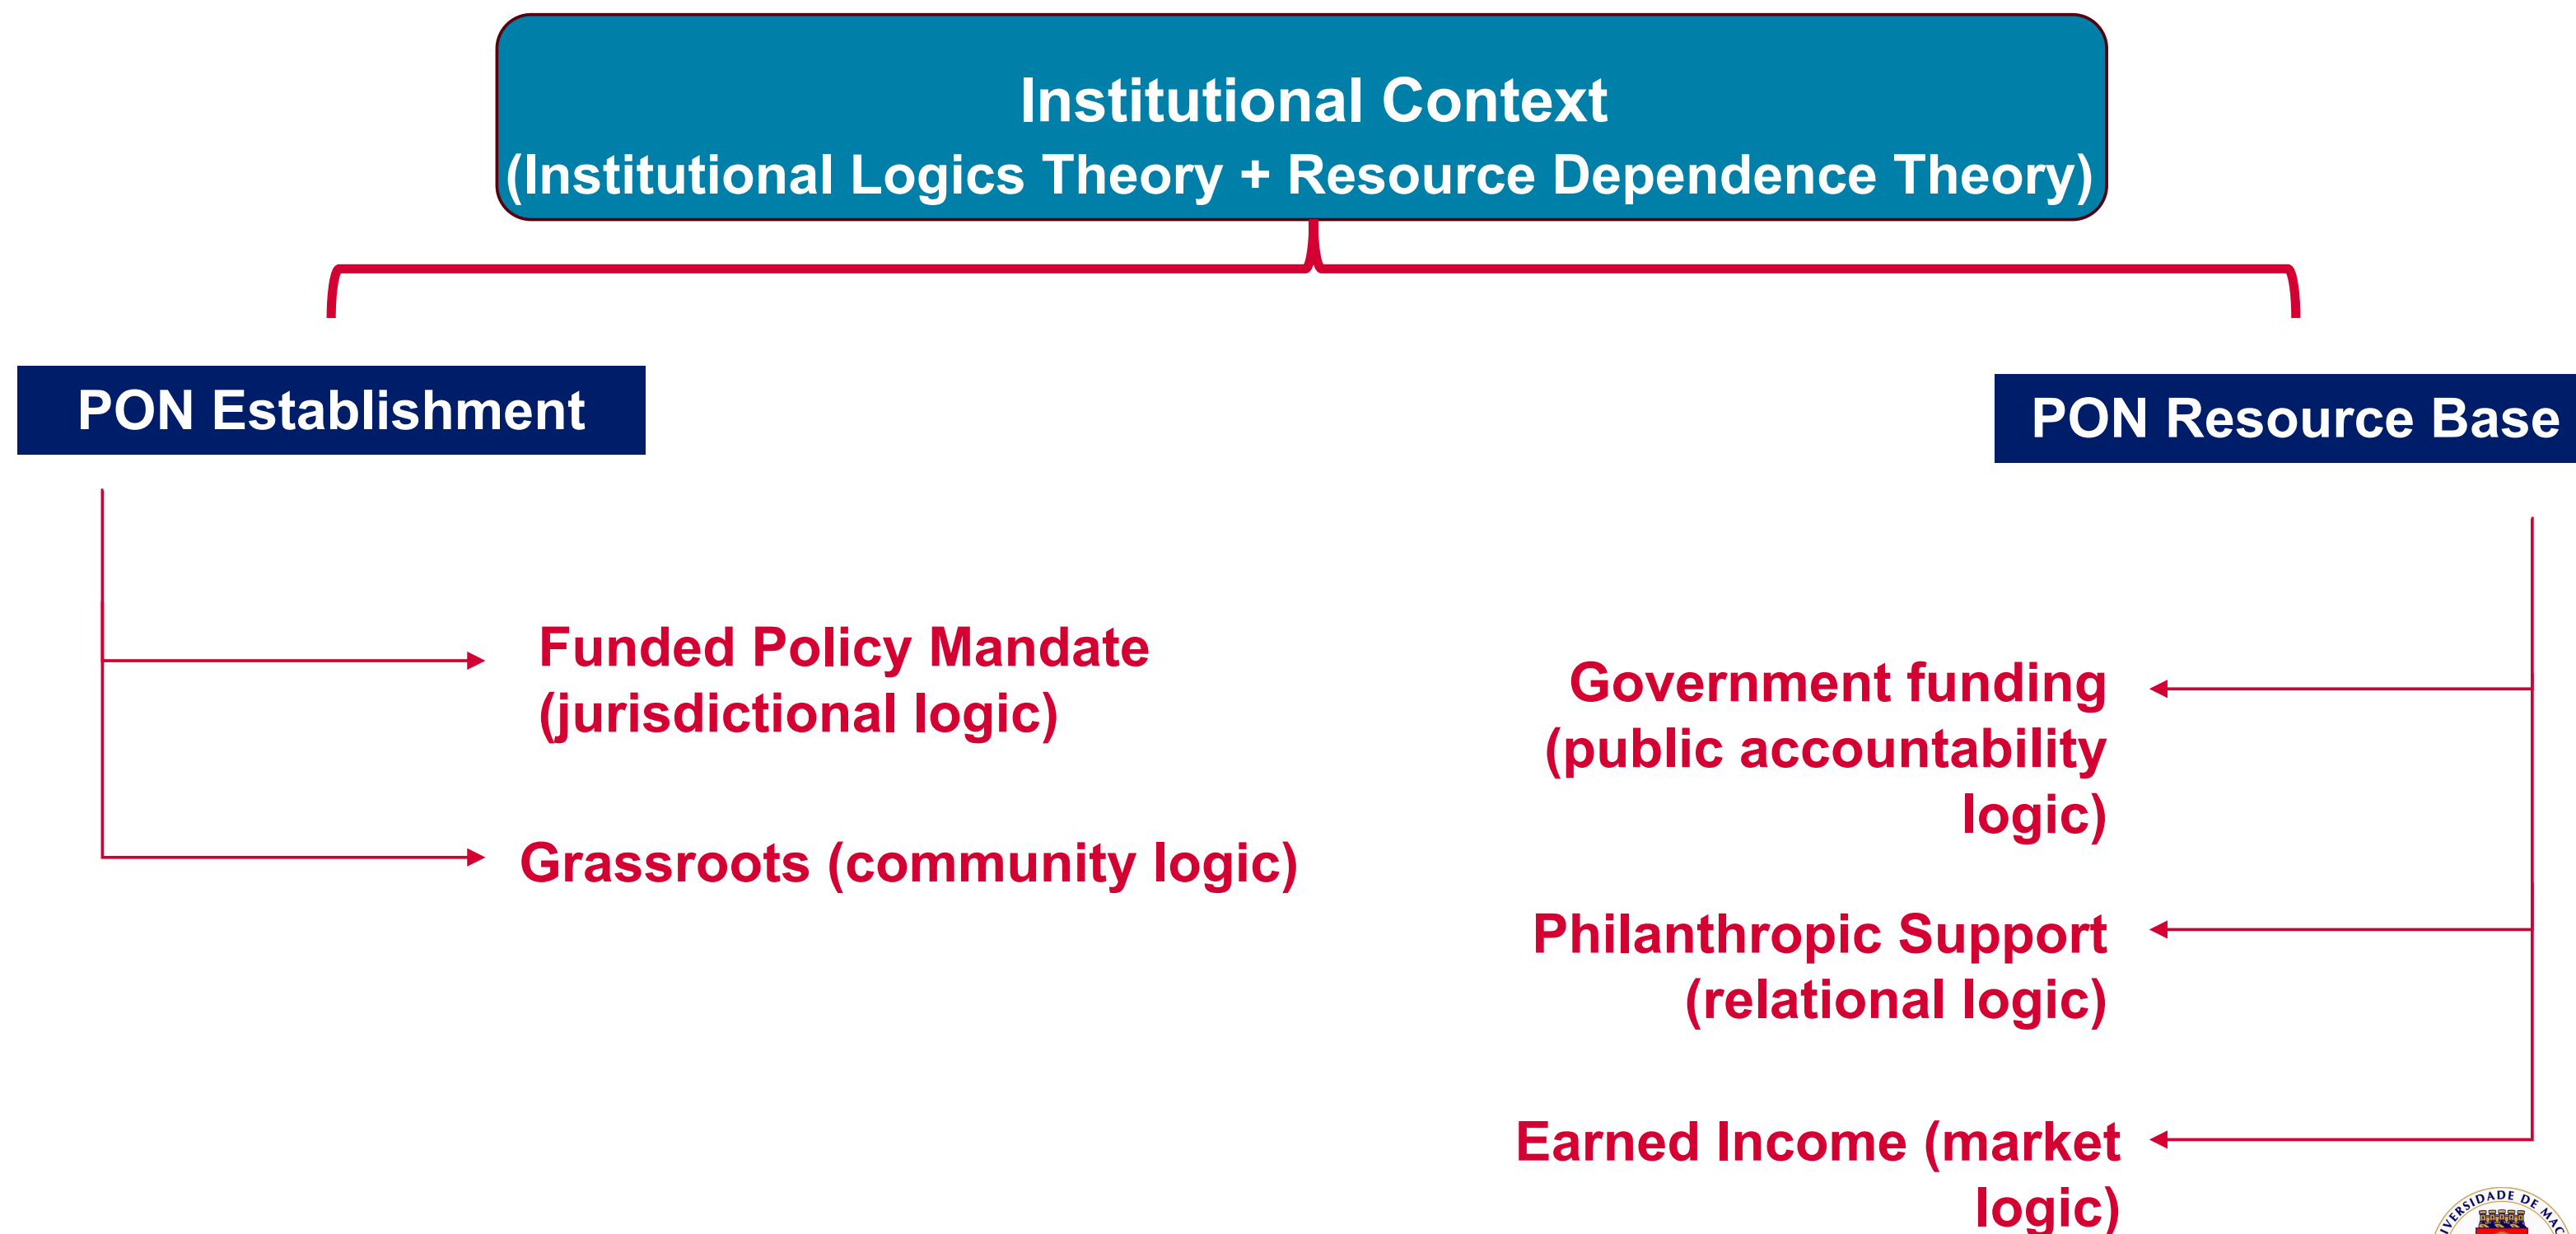 Institutional Context
(Institutional Logics Theory + Resource Dependence Theory)
PON Establishment
PON Resource Base
Funded Policy Mandate
(jurisdictional logic)
Grassroots (community logic)
Government funding
(public accountability
logic)
Philanthropic Support
(relational logic)
Earned Income (market
logic)
DE